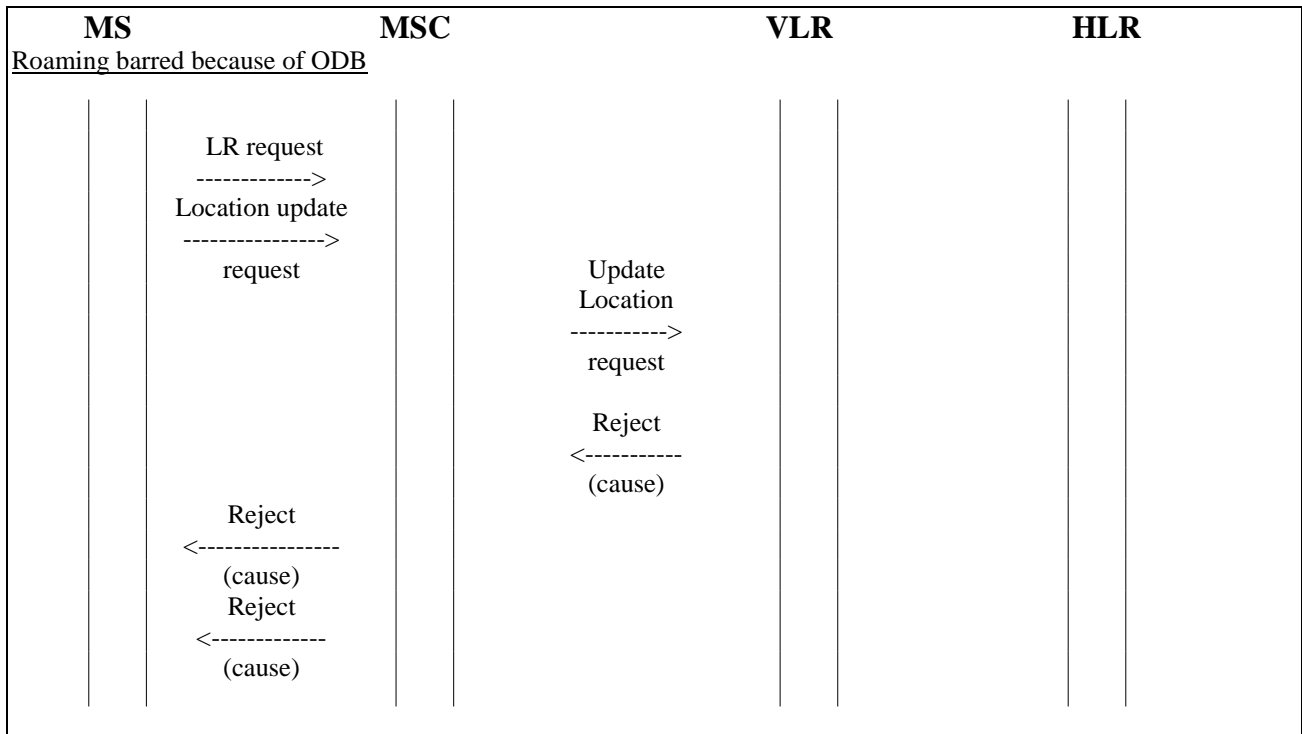 MS MSC VLR HLR
Roaming barred because of ODB
LR request
------------->
Location update
---------------->
request Update
Location
----------->
request
Reject
<-----------
(cause)
Reject
<----------------
(cause)
Reject
<-------------
(cause)